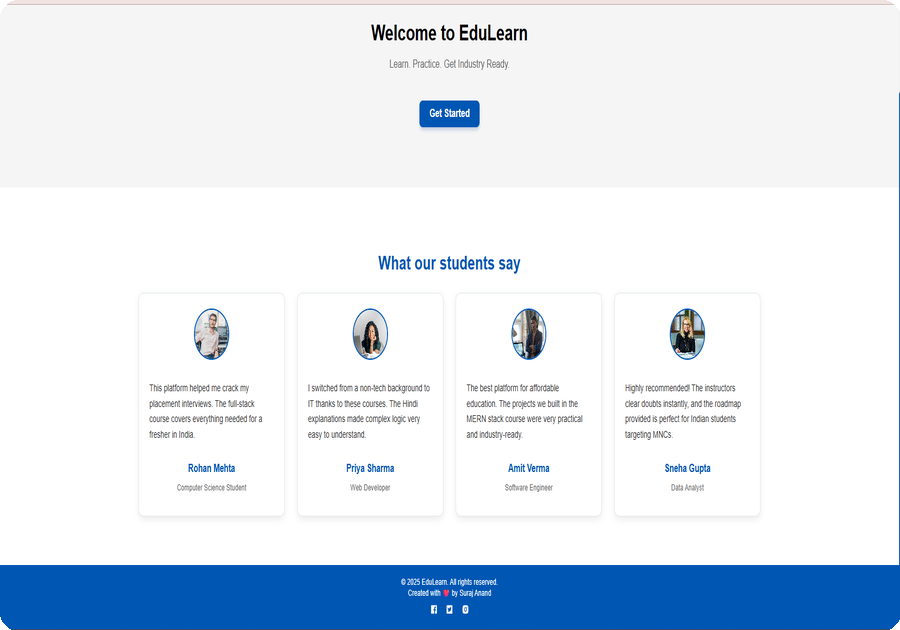 Welcome to EduLearn
Learn. Practice. Get Industry Ready.
Get Started
What our students say
This platform helped me crack my
placement interviews. The full-stack
course covers everything needed for a
fresher in India.
Rohan Mehta
Computer Science Student
I switched from a non-tech background to
IT thanks to these courses. The Hindi
explanations made complex logic very
easy to understand.
Priya Sharma
Web Developer
The best platform for affordable
education. The projects we built in the
MERN stack course were very practical
and industry-ready.
Amit Verma
Software Engineer
Highly recommended! The instructors
clear doubts instantly, and the roadmap
provided is perfect for Indian students
targeting MNCs.
Sneha Gupta
Data Analyst
© 2025 EduLearn. All rights reserved.
Created with ❤️ by Suraj Anand